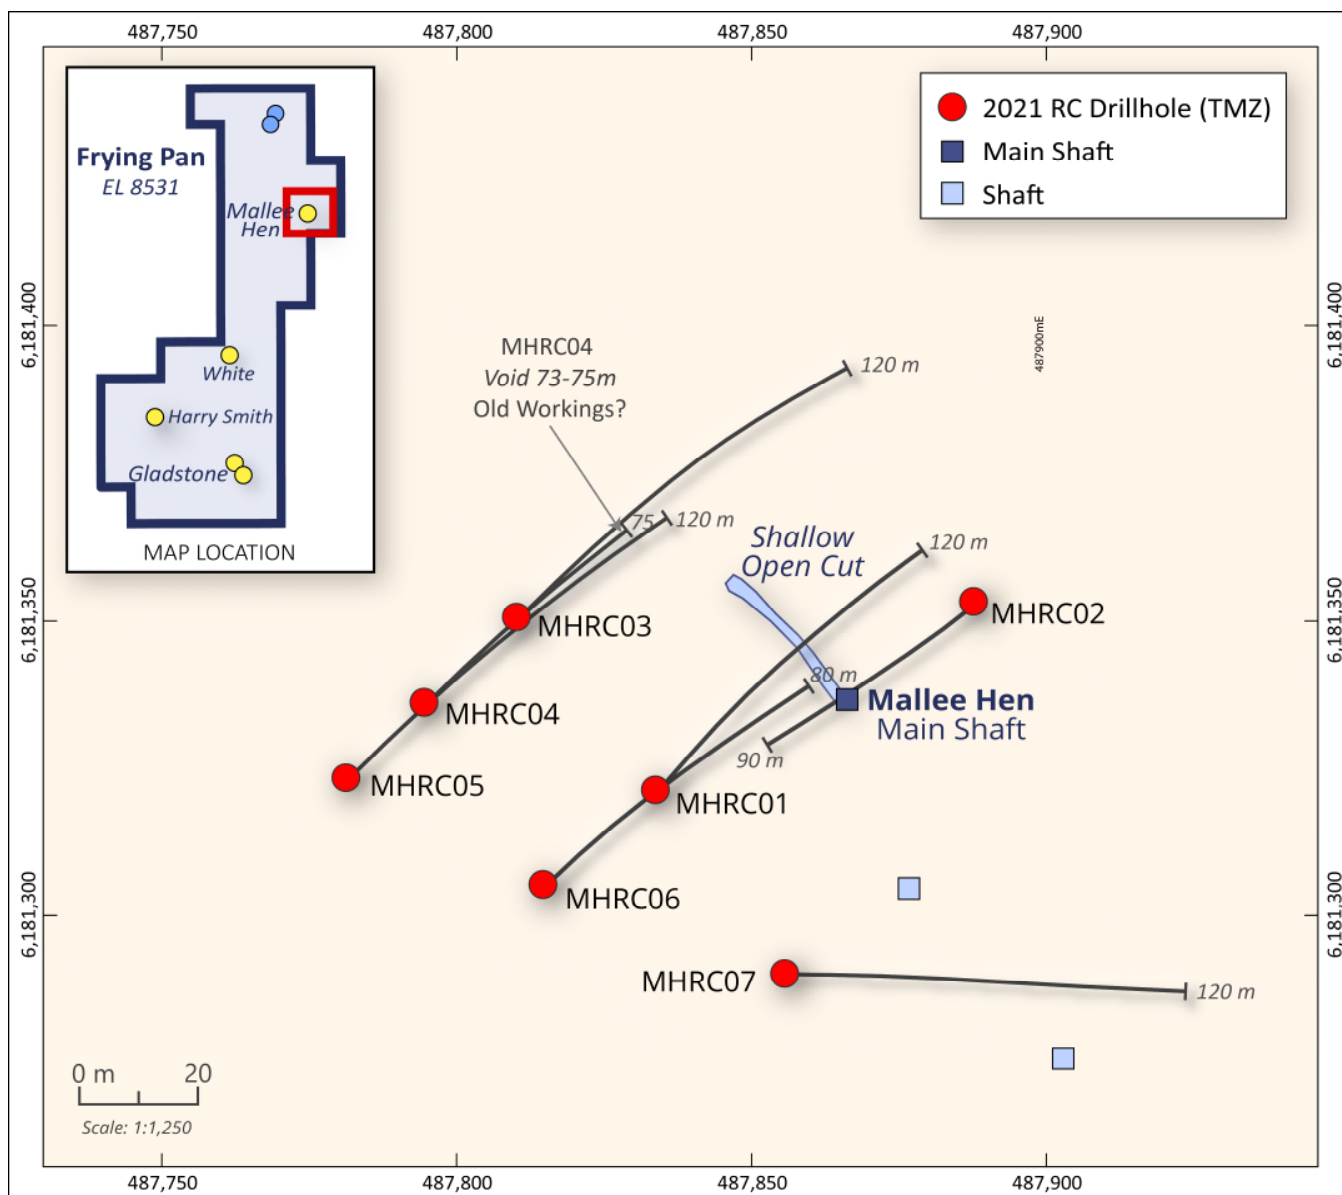 487,750
487,800
487,850
487,900
Frying Pan
EL 8531
Mallee
Hen
White
Harry Smith
Gladstone
MAP LOCATION
2021 RC Drillhole (TMZ)
Main Shaft
Shaft
6,181,400
6,181,400
487900mE
MHRC04
Void 73-75m
Old Workings?
120 m
75
120 m
Shallow
Open Cut
120 m
MHRC02
MHRC03
6,181,350
6,181,350
80 m
Mallee Hen
Main Shaft
MHRC04
90 m
MHRC05
MHRC01
MHRC06
6,181,300
6,181,300
MHRC07
120 m
0 m 20
Scale: 1:1,250
487,750
487,800
487,850
487,900